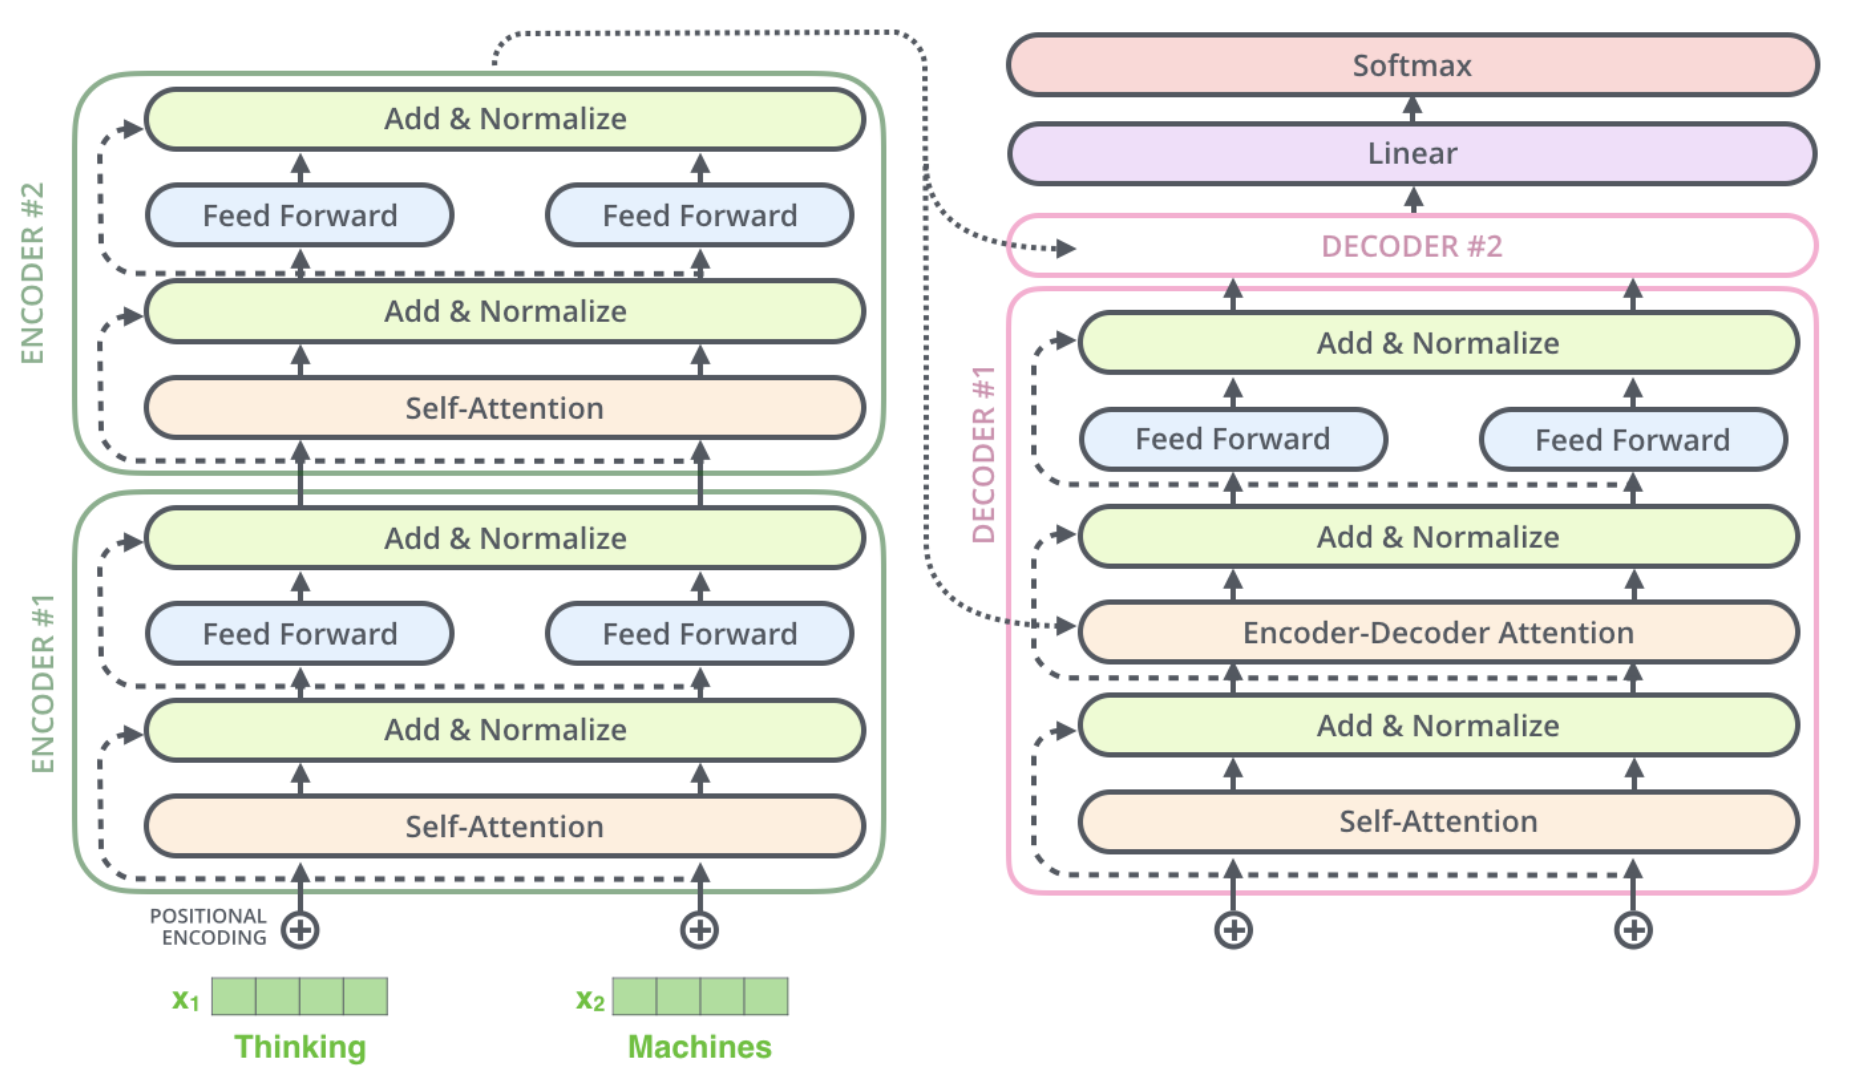 ENCODER #2
Add & Normalize
Feed Forward
Feed Forward
Add & Normalize
Self-Attention
ENCODER #1
Add & Normalize
Feed Forward
Feed Forward
Add & Normalize
Self-Attention
POSITIONAL
ENCODING
x₁
x₂
Thinking
Machines
Softmax
Linear
DECODER #2
DECODER #1
Add & Normalize
Feed Forward
Feed Forward
Add & Normalize
Encoder-Decoder Attention
Add & Normalize
Self-Attention